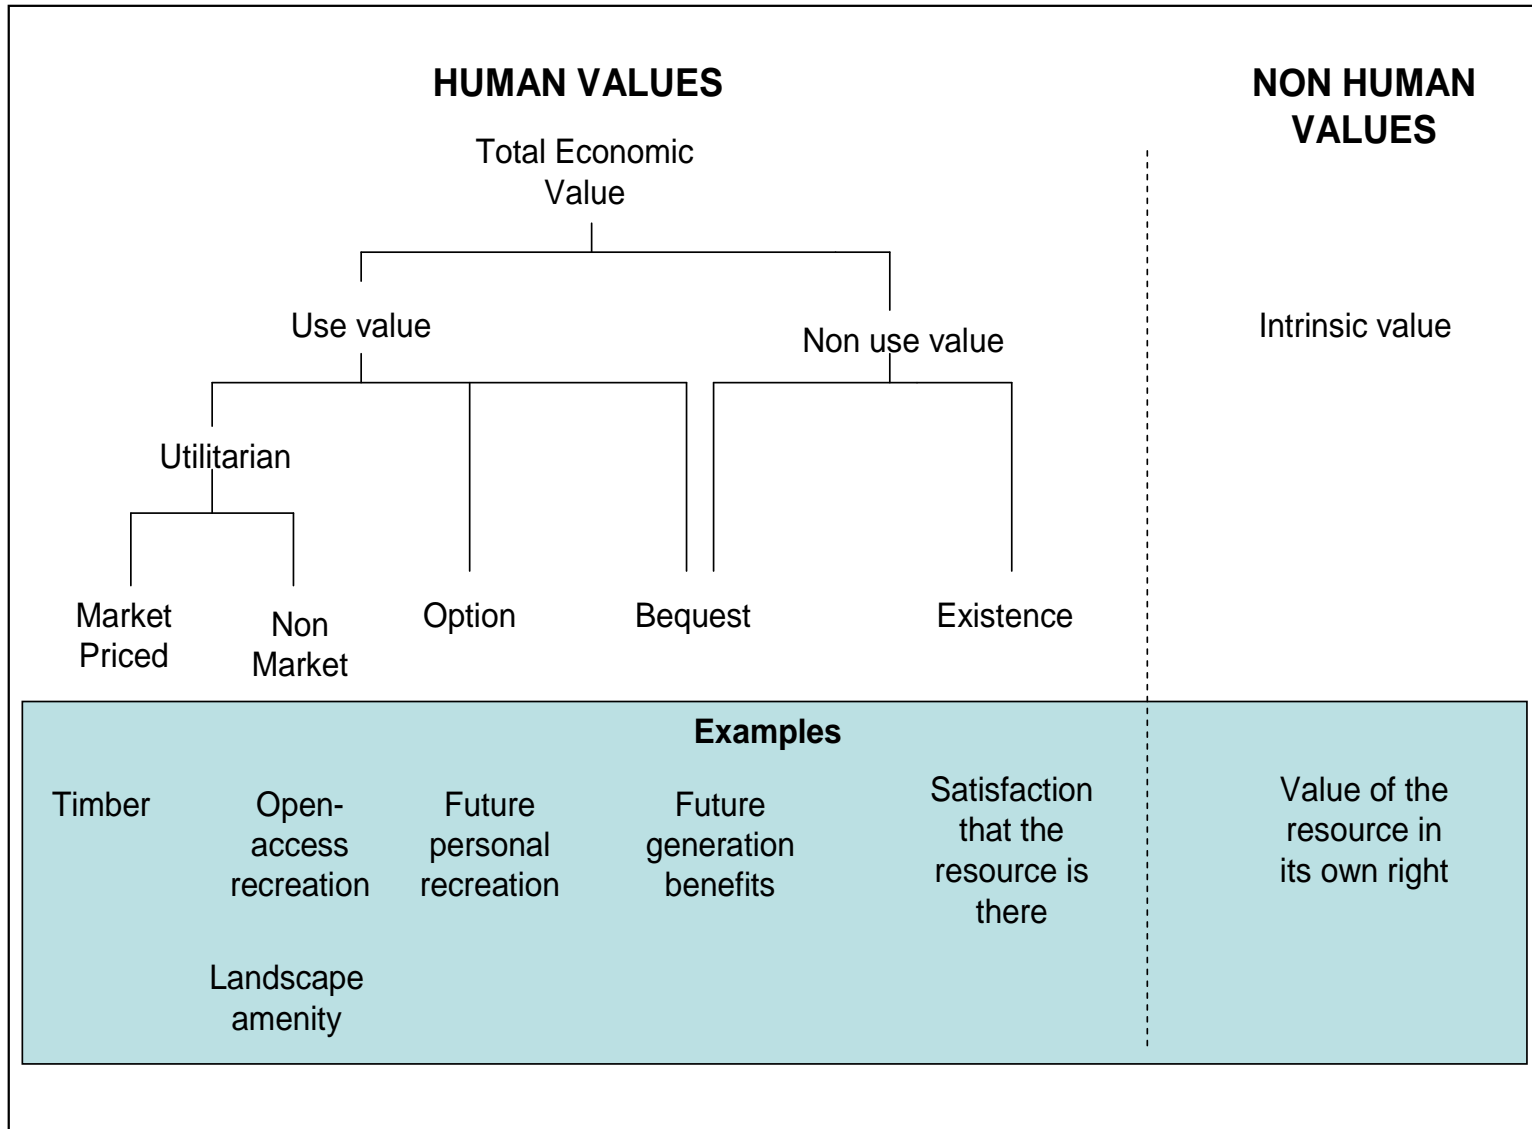 HUMAN VALUES
NON HUMAN
VALUES
Total Economic
Value
Use value
Non use value
Intrinsic value
Utilitarian
Market
Priced
Non
Market
Option
Bequest
Existence
Examples
Timber
Open-
access
recreation
Landscape
amenity
Future
personal
recreation
Future
generation
benefits
Satisfaction
that the
resource is
there
Value of the
resource in
its own right